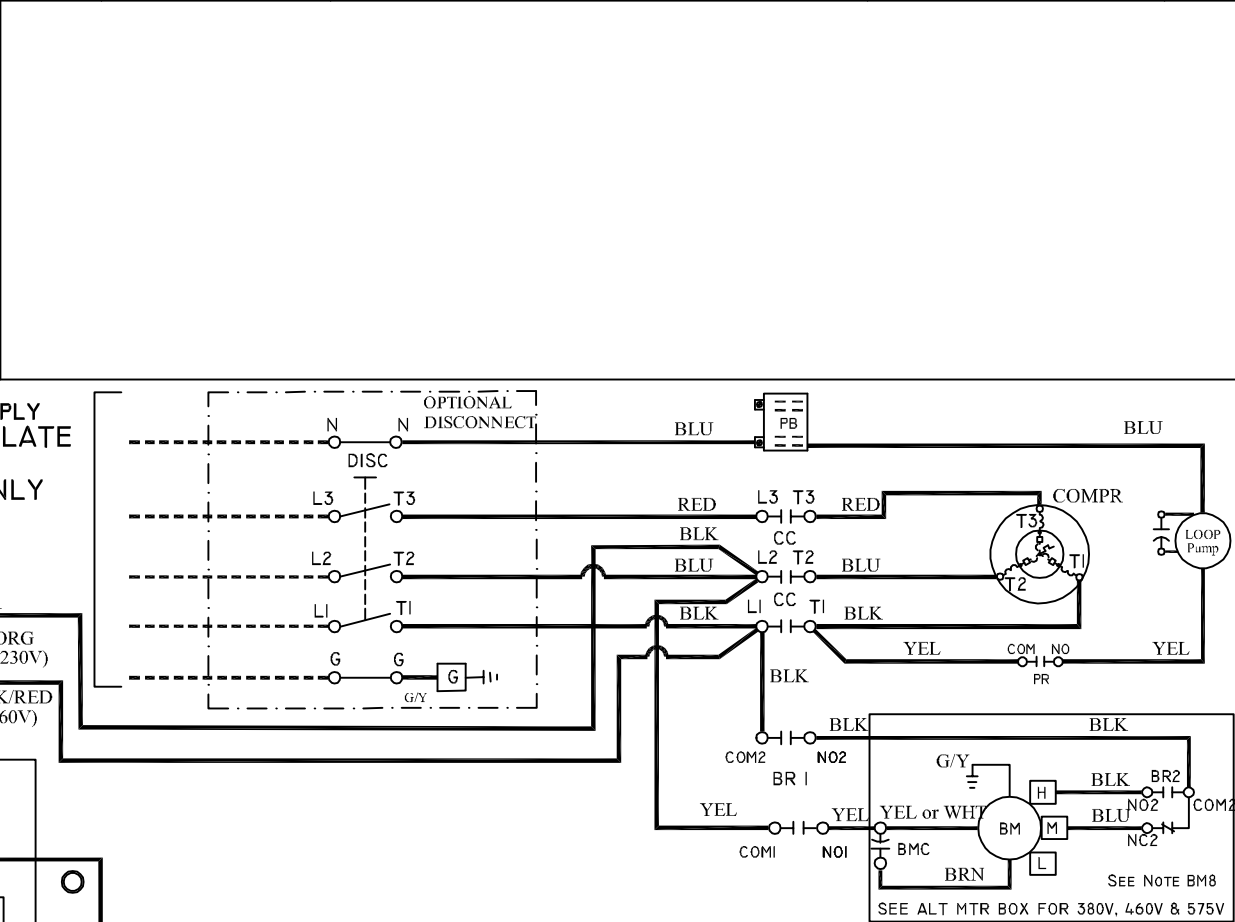 PLY
LATE
NLY
OPTIONAL
DISCONNECT
N N
DISC
BLU
PB
BLU
L3 T3
RED
L3 T3
RED
CC
COMPR
T3
T1
T2
LOOP
Pump
BLK
L2 T2
BLU
L2 T2
BLU
CC
L1 T1
BLK
L1 T1
BLK
YEL
COM NO
PR
YEL
ORG
230V)
K/RED
60V)
G G
G
G/Y
BLK
BLK
BLK
COM2 NO2
BR 1
G/Y
H
BLK
BR2
NO2
COM2
YEL
YEL
YEL or WHT
BM
M
BLU
NC2
COM1 NO1
BMC
L
BRN
SEE NOTE BM8
SEE ALT MTR BOX FOR 380V, 460V & 575V